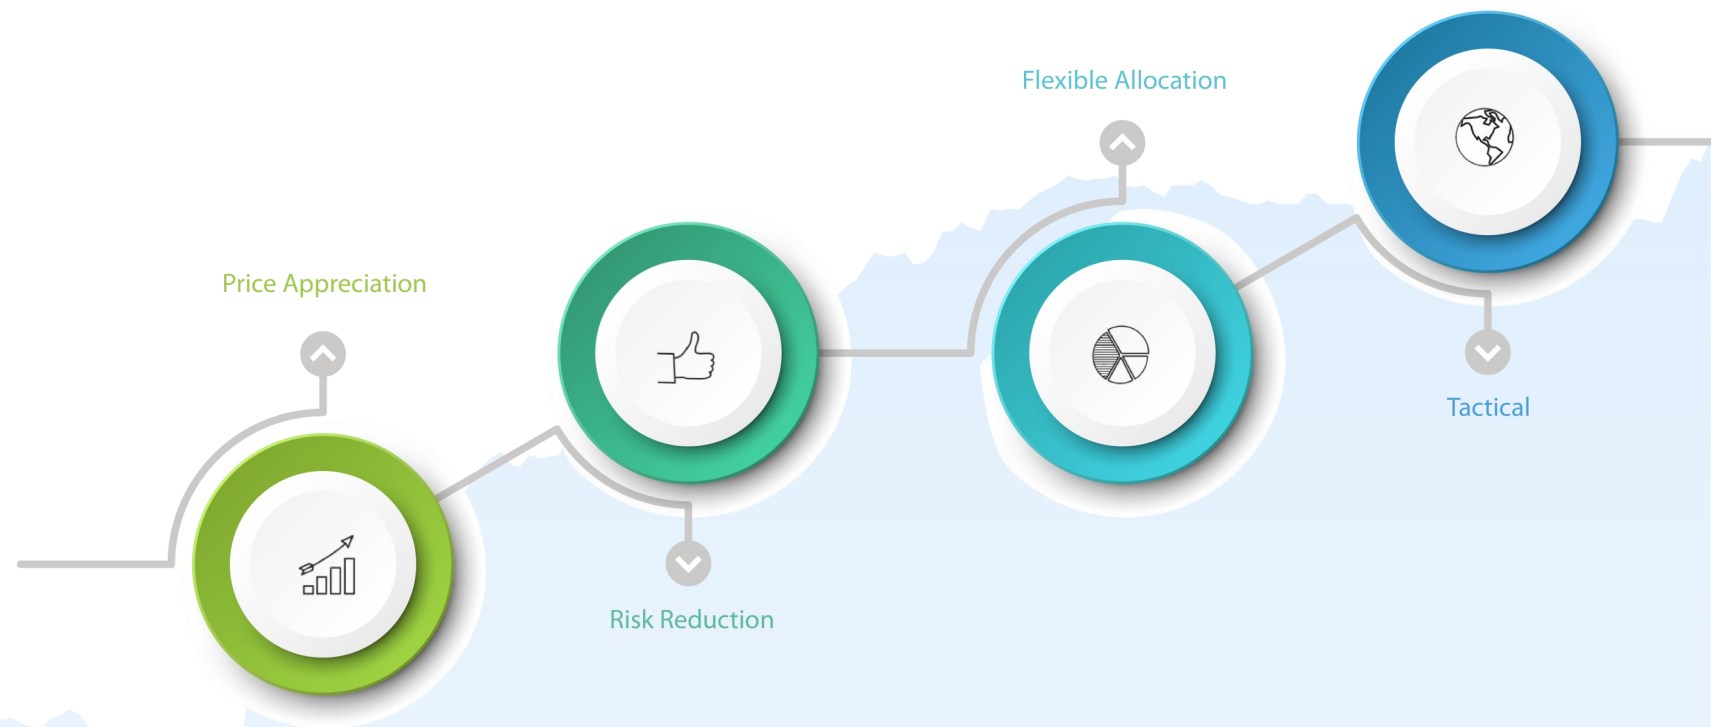 Price Appreciation
Risk Reduction
Flexible Allocation
Tactical